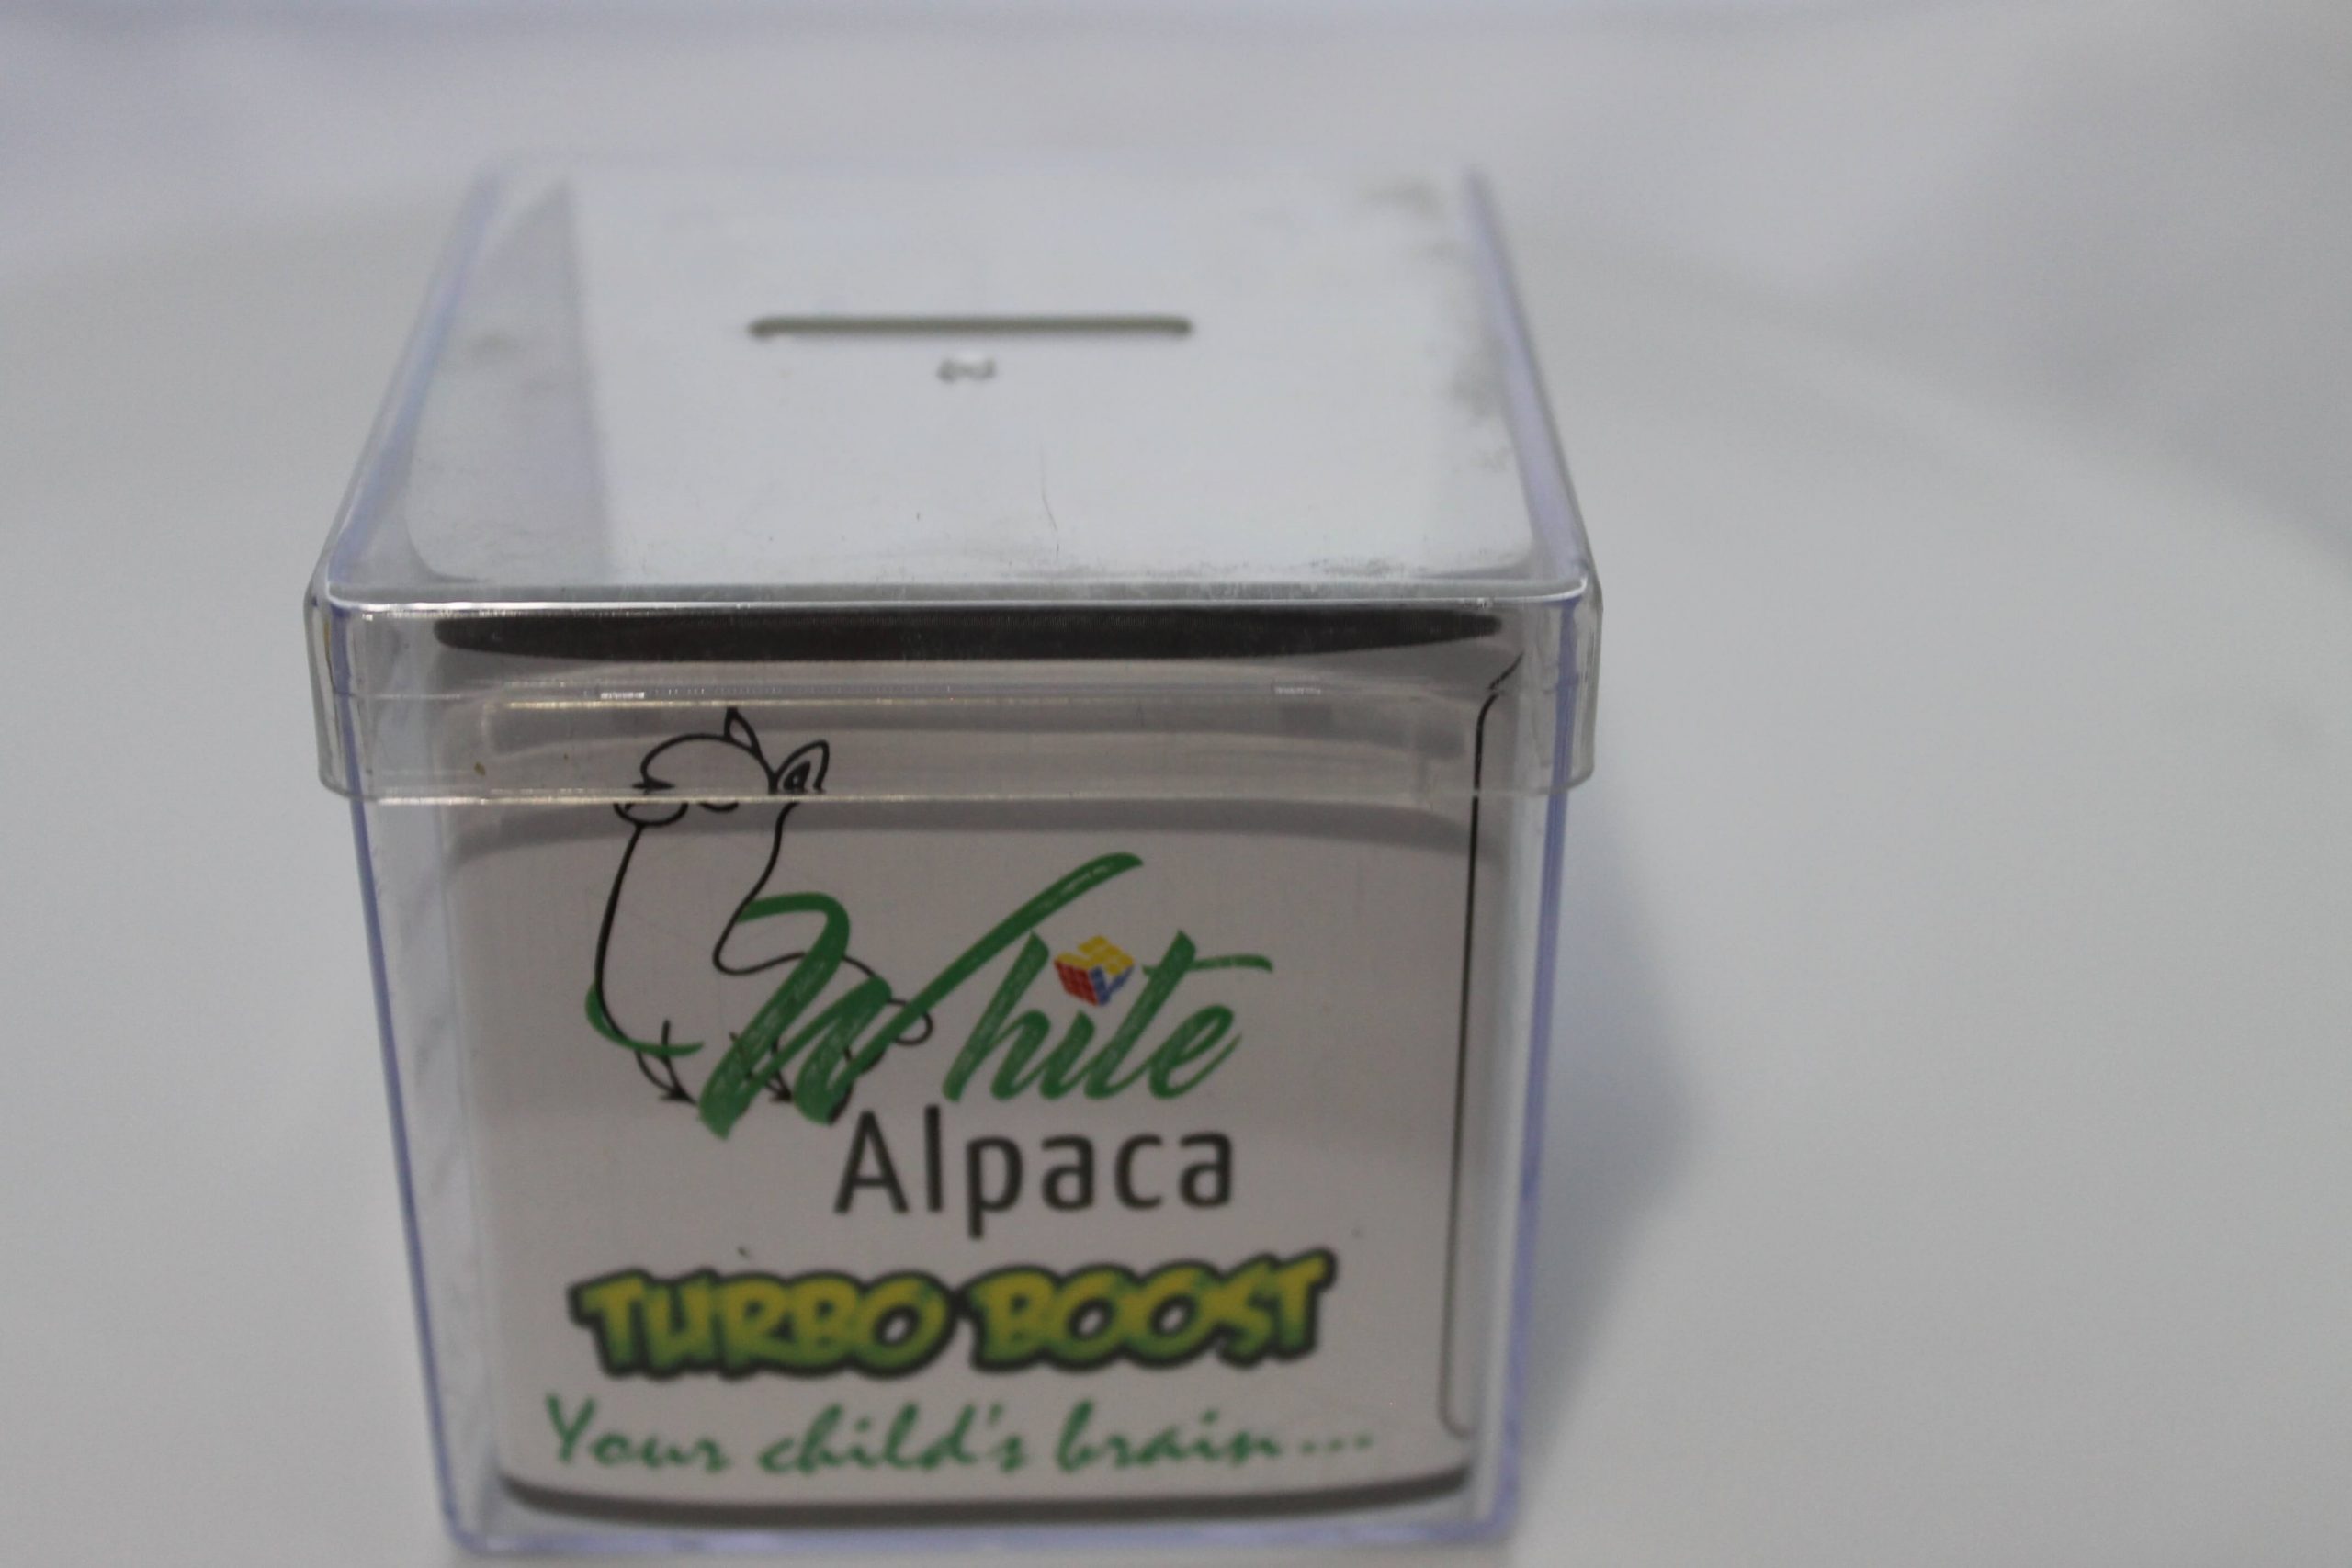 White
Alpaca
TURBO BOOST
Your child's brain...